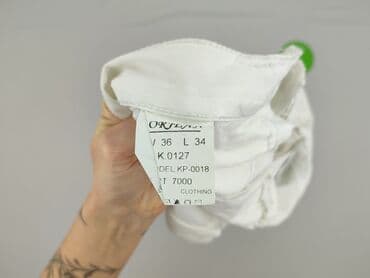 36 L 34
K.0127
DEL KP-0018
7000
CLOTHING